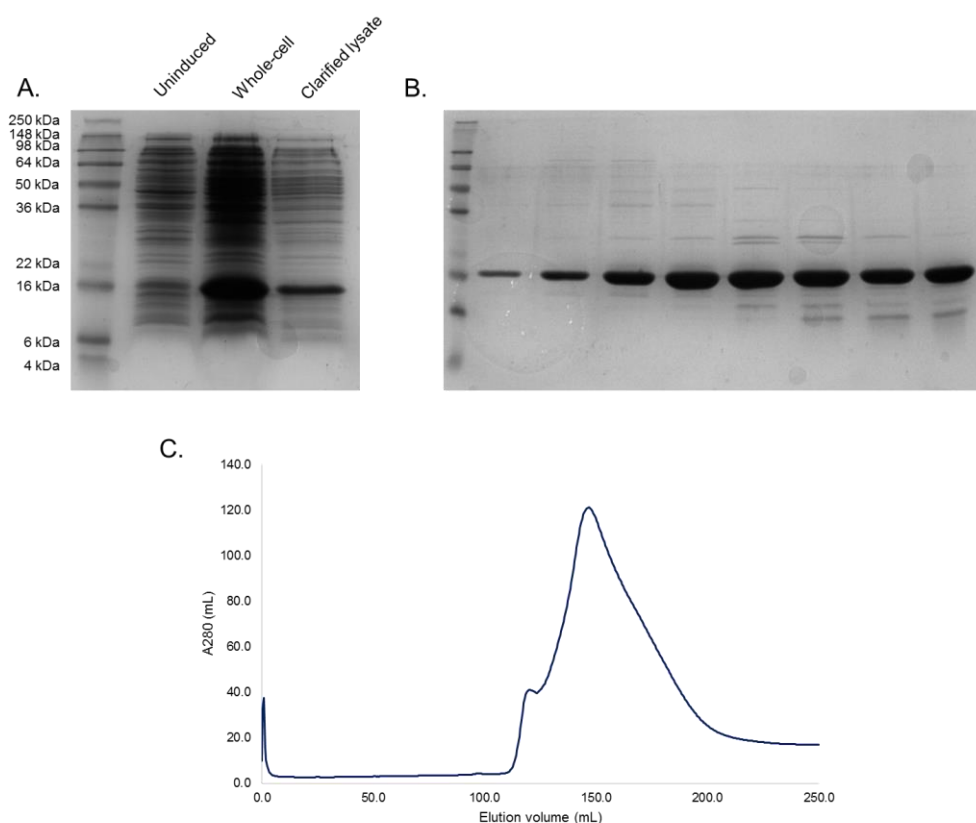 A.
Uninduced
Whole-cell
Clarified lysate
B.
250 kDa
148 kDa
98 kDa
64 kDa
50 kDa
36 kDa
22 kDa
16 kDa
6 kDa
4 kDa
C.
140.0
120.0
100.0
80.0
60.0
40.0
20.0
0.0
A280 (mL)
0.0 50.0 100.0 150.0 200.0 250.0
Elution volume (mL)